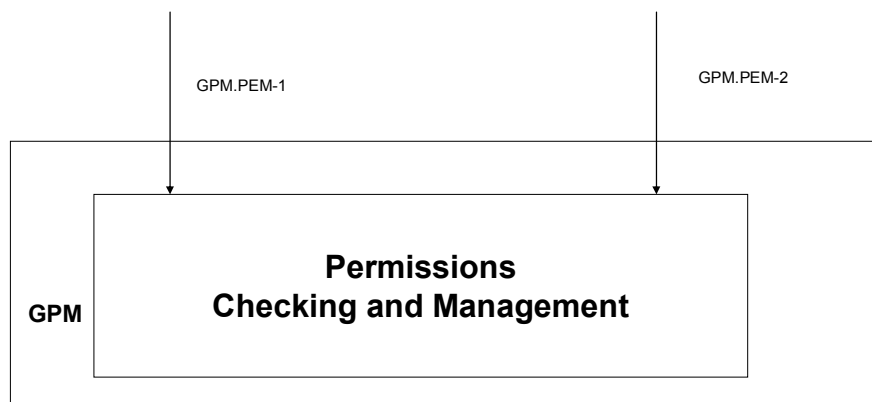 GPM.PEM-1
GPM.PEM-2
Permissions
Checking and Management
GPM